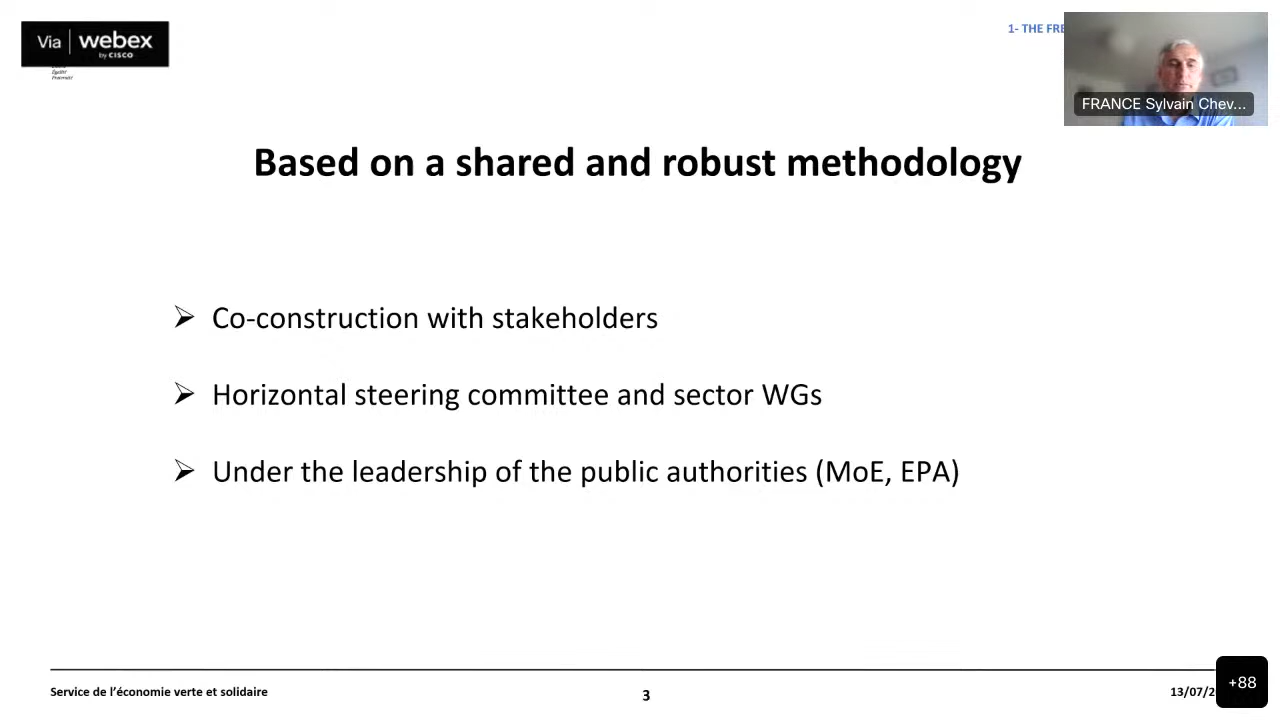 Via | webex
by CISCO
1- THE FRE
Égalité
Fraternité
FRANCE Sylvain Chev...
Based on a shared and robust methodology
➢ Co-construction with stakeholders
➢ Horizontal steering committee and sector WGs
➢ Under the leadership of the public authorities (MoE, EPA)
Service de l’économie verte et solidaire
3
13/07/2
+88